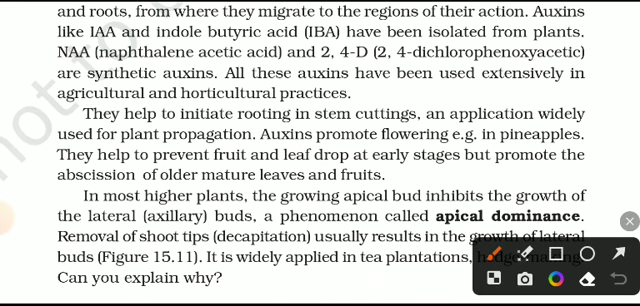 and roots, from where they migrate to the regions of their action. Auxins
like IAA and indole butyric acid (IBA) have been isolated from plants.
NAA (naphthalene acetic acid) and 2, 4-D (2, 4-dichlorophenoxyacetic)
are synthetic auxins. All these auxins have been used extensively in
agricultural and horticultural practices.
They help to initiate rooting in stem cuttings, an application widely
used for plant propagation. Auxins promote flowering e.g. in pineapples.
They help to prevent fruit and leaf drop at early stages but promote the
abscission of older mature leaves and fruits.
In most higher plants, the growing apical bud inhibits the growth of
the lateral (axillary) buds, a phenomenon called apical dominance.
Removal of shoot tips (decapitation) usually results in the growth of lateral
buds (Figure 15.11). It is widely applied in tea plantations,
Can you explain why?
not to